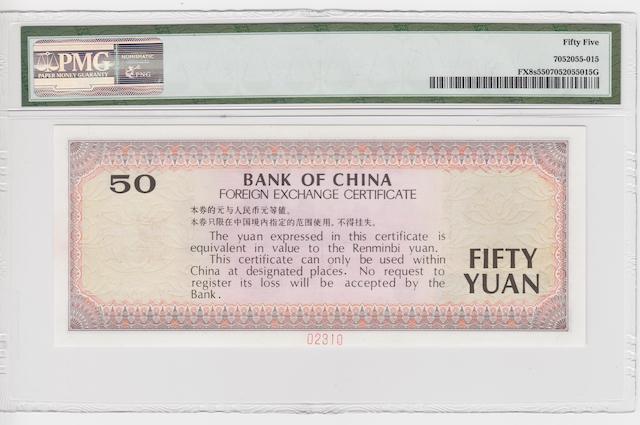 PMG
PAPER MONEY GUARANTY
NUMISMATIC
PNG
Fifty Five
7052055-015
FX8s5507052055015G
50
BANK OF CHINA
FOREIGN EXCHANGE CERTIFICATE
本券的元与人民币元等值。
本券只限在中国境内指定的范围使用，不得挂失。
The yuan expressed in this certificate is
equivalent in value to the Renminbi yuan.
This certificate can only be used within
China at designated places. No request to
register its loss will be accepted by the
Bank.
FIFTY
YUAN
02310